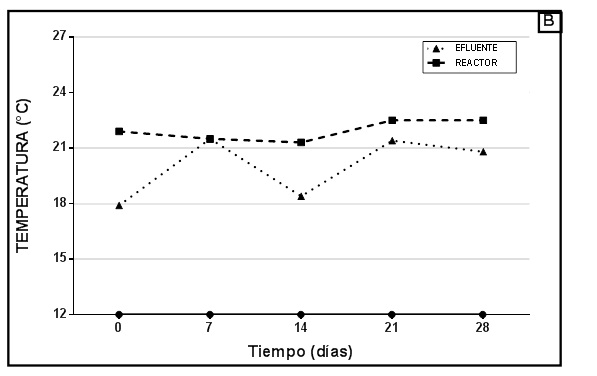 B
27
24
21
18
15
12
TEMPERATURA (°C)
EFLUENTE
REACTOR
0 7 14 21 28
Tiempo (días)